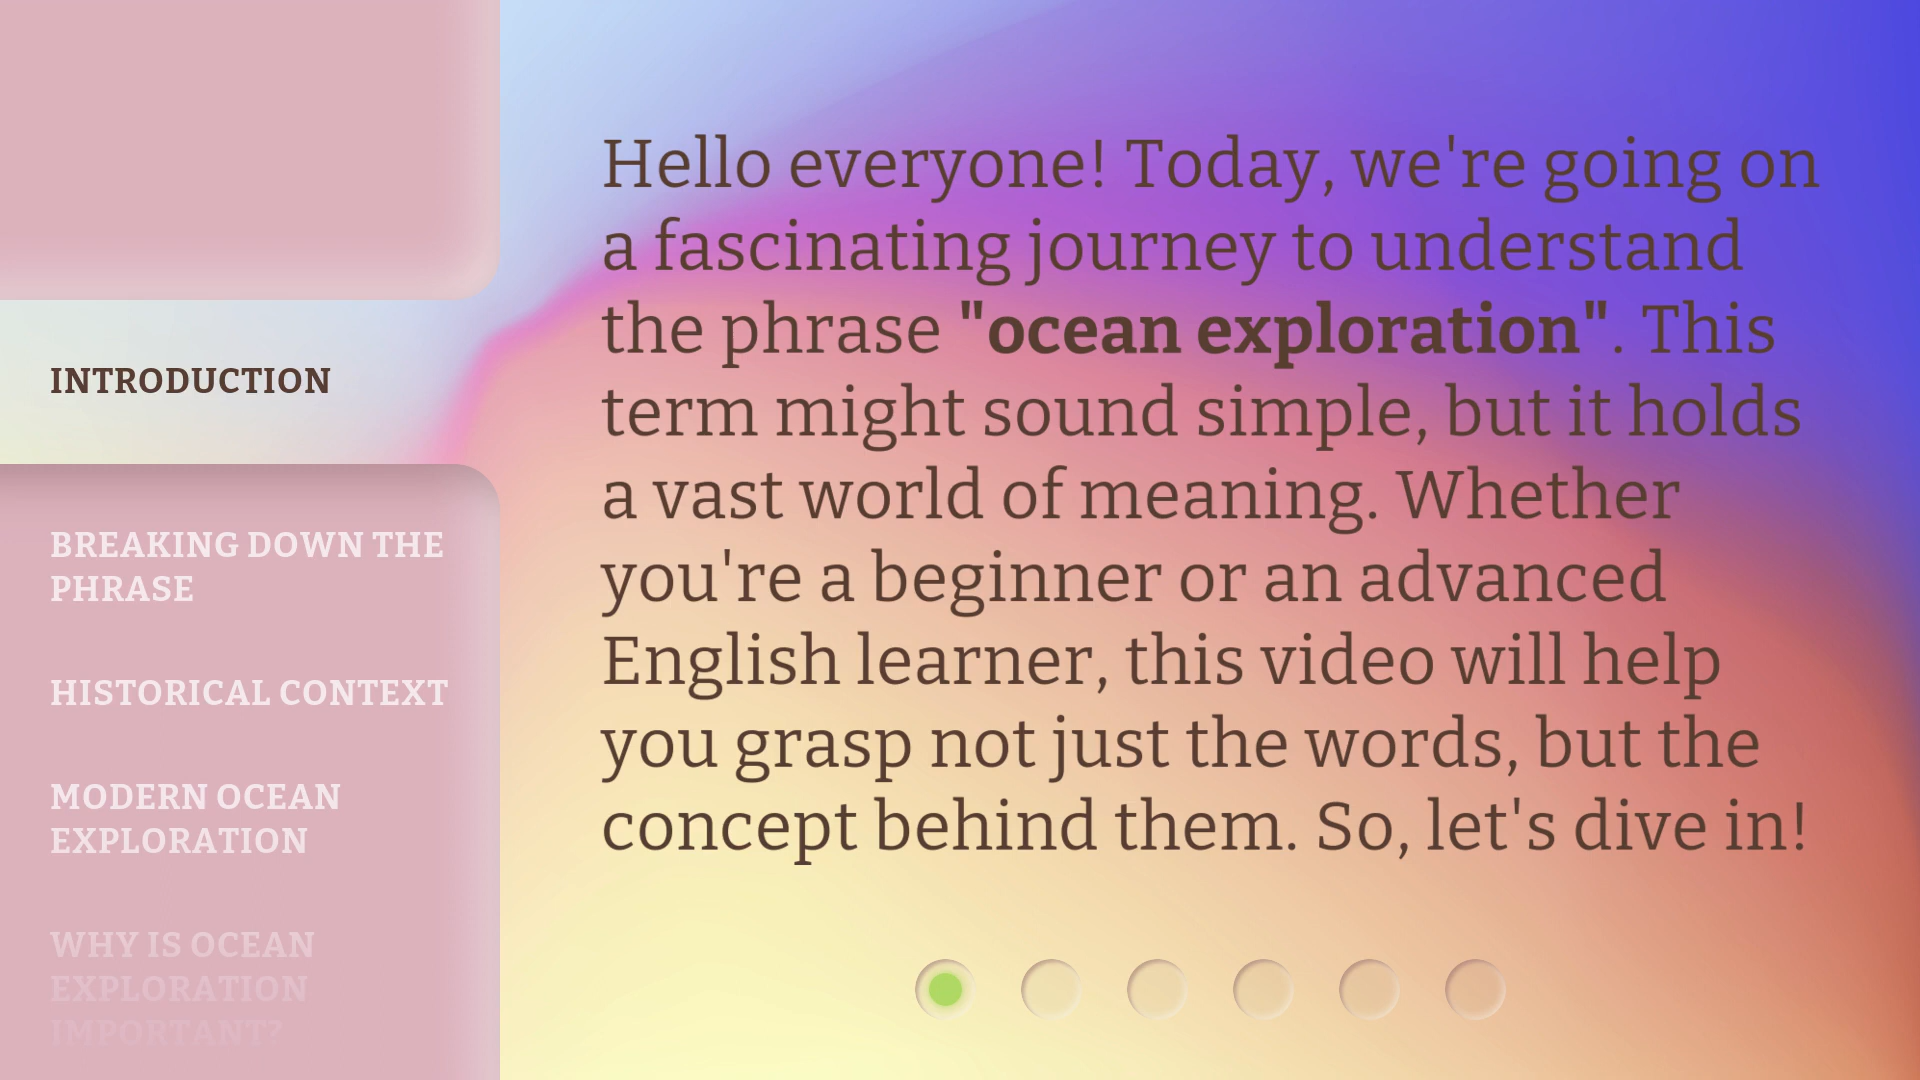 INTRODUCTION
BREAKING DOWN THE
PHRASE
HISTORICAL CONTEXT
MODERN OCEAN
EXPLORATION
WHY IS OCEAN
EXPLORATION
IMPORTANT?
Hello everyone! Today, we're going on
a fascinating journey to understand
the phrase "ocean exploration". This
term might sound simple, but it holds
a vast world of meaning. Whether
you're a beginner or an advanced
English learner, this video will help
you grasp not just the words, but the
concept behind them. So, let's dive in!